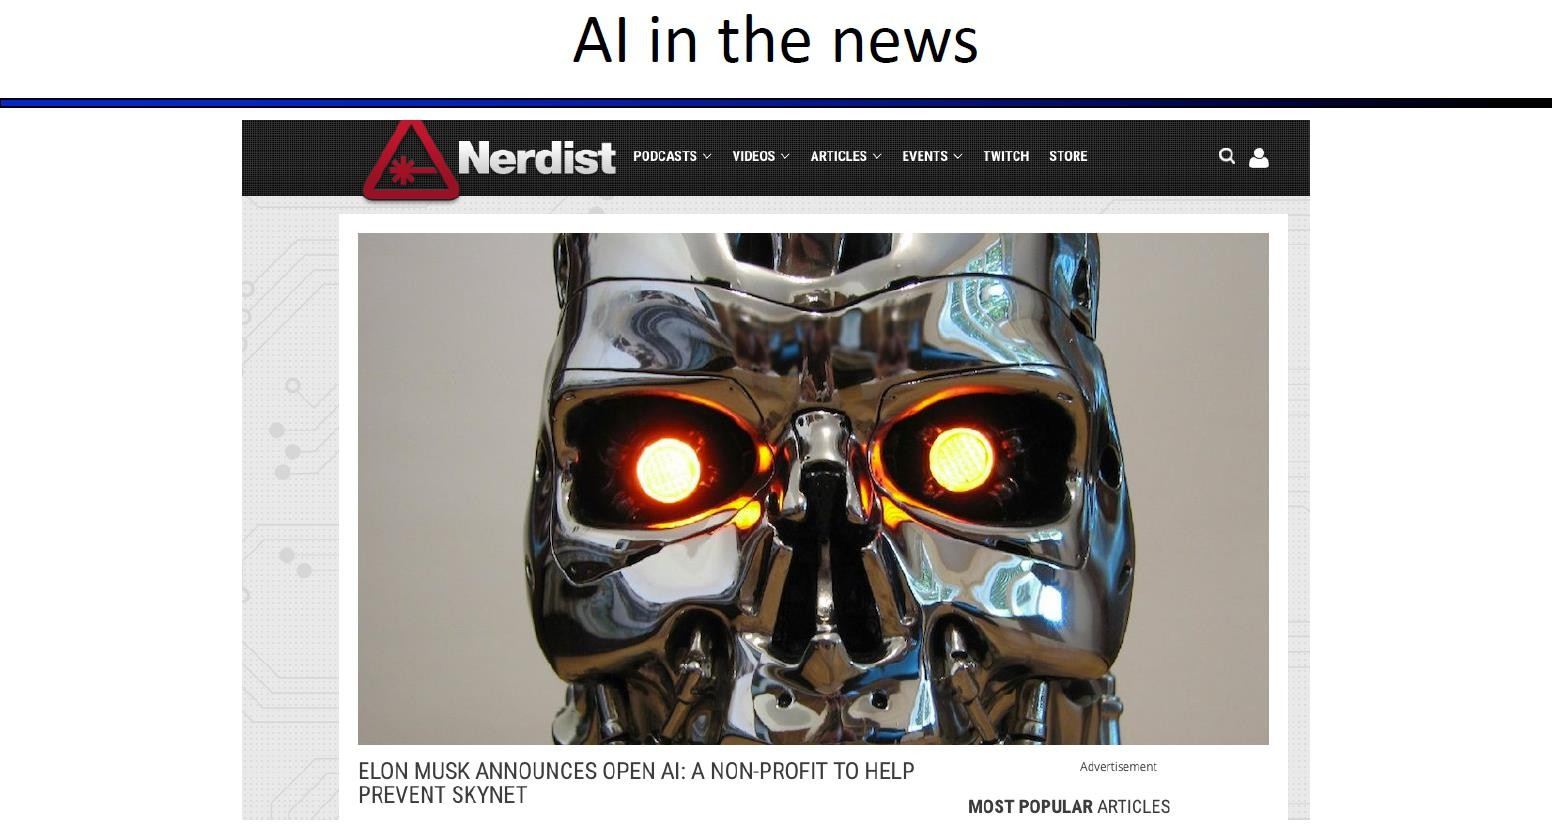 AI in the news
Nerdist PODCASTS VIDEOS ARTICLES EVENTS TWITCH STORE
ELON MUSK ANNOUNCES OPEN AI: A NON-PROFIT TO HELP
PREVENT SKYNET
Advertisement
MOST POPULAR ARTICLES